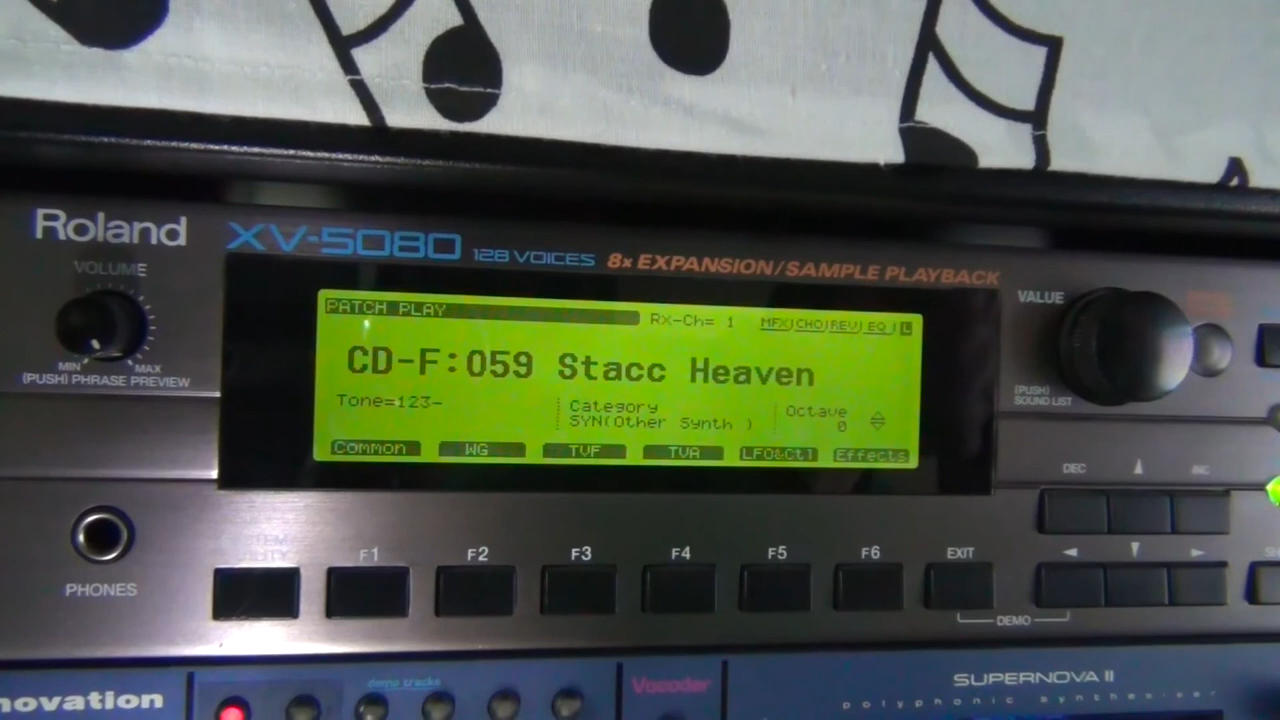 Roland
XV-5080 128 VOICES 8x EXPANSION/SAMPLE PLAYBACK
VOLUME
MIN MAX
(PUSH) PHRASE PREVIEW
PATCH PLAY Rx-Ch= 1 MFX CHO REV EQ L
CD-F:059 Stacc Heaven
Tone=123-
Category
SYN(Other Synth )
Octave
0
Common WG TVF TVA LFO&Ctl Effects
VALUE
(PUSH)
SOUND LIST
DEC INC
PHONES
F1 F2 F3 F4 F5 F6 EXIT
DEMO
novation
demo tracks
Vocoder
SUPERNOVA II
polyphonic synthesizer